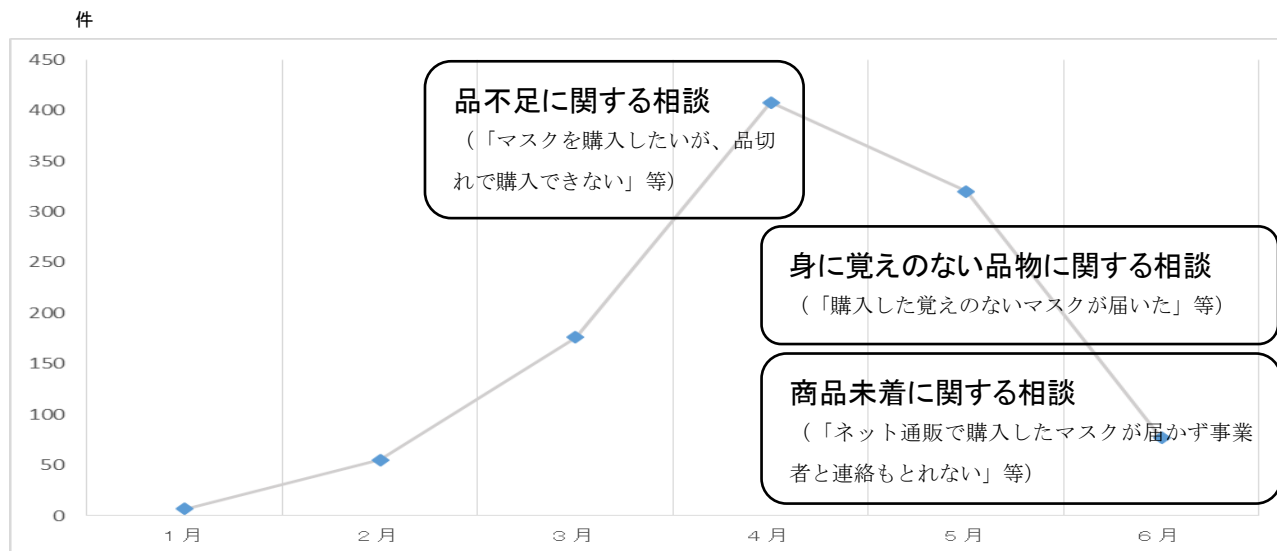 件
450
400
350
300
250
200
150
100
50
0
品不足に関する相談
（「マスクを購入したいが、品切
れで購入できない」等）
身に覚えのない品物に関する相談
（「購入した覚えのないマスクが届いた」等）
商品未着に関する相談
（「ネット通販で購入したマスクが届かず事業
者と連絡もとれない」等）
１月 ２月 ３月 ４月 ５月 ６月